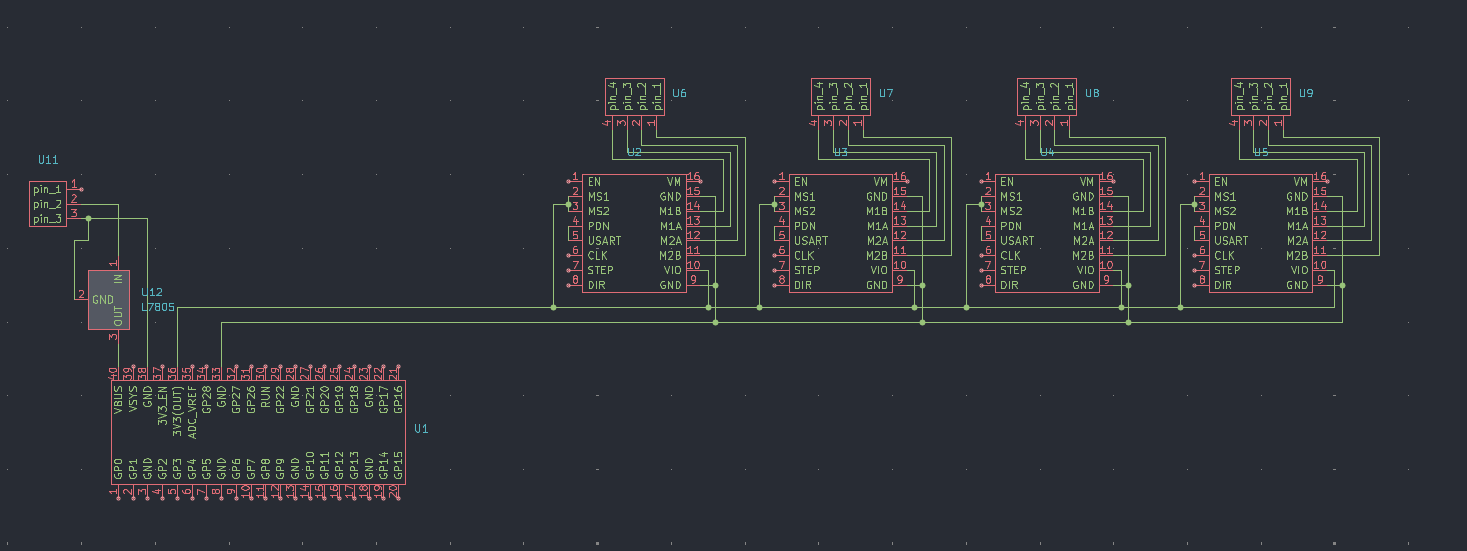 U6
pin_4
pin_3
pin_2
pin_1
4
3
2
1
U7
pin_4
pin_3
pin_2
pin_1
4
3
2
1
U8
pin_4
pin_3
pin_2
pin_1
4
3
2
1
U9
pin_4
pin_3
pin_2
pin_1
4
3
2
1
U11
pin_1 1
pin_2 2
pin_3 3
U2
1 EN VM 16
2 MS1 GND 15
3 MS2 M1B 14
4 PDN M1A 13
5 USART M2A 12
6 CLK M2B 11
7 STEP VIO 10
8 DIR GND 9
U3
1 EN VM 16
2 MS1 GND 15
3 MS2 M1B 14
4 PDN M1A 13
5 USART M2A 12
6 CLK M2B 11
7 STEP VIO 10
8 DIR GND 9
U4
1 EN VM 16
2 MS1 GND 15
3 MS2 M1B 14
4 PDN M1A 13
5 USART M2A 12
6 CLK M2B 11
7 STEP VIO 10
8 DIR GND 9
U5
1 EN VM 16
2 MS1 GND 15
3 MS2 M1B 14
4 PDN M1A 13
5 USART M2A 12
6 CLK M2B 11
7 STEP VIO 10
8 DIR GND 9
1
IN
2 GND
OUT
3
U12
L7805
40 39 38 37 36 35 34 33 32 31 30 29 28 27 26 25 24 23 22 21
VBUS VSYS GND 3V3_EN 3V3(OUT) ADC_VREF GP28 GND GP27 GP26 RUN GP22 GND GP21 GP20 GP19 GP18 GND GP17 GP16
U1
GP0 GP1 GND GP2 GP3 GP4 GP5 GND GP6 GP7 GP8 GP9 GND GP10 GP11 GP12 GP13 GND GP14 GP15
1 2 3 4 5 6 7 8 9 10 11 12 13 14 15 16 17 18 19 20